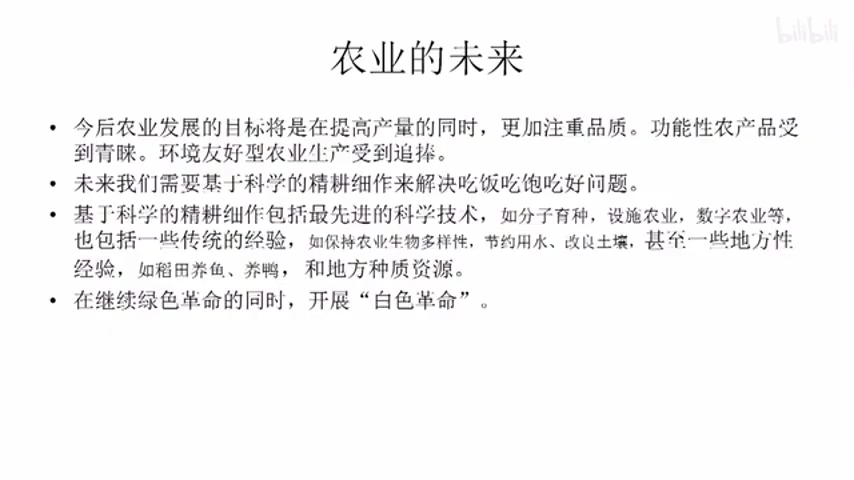 bilibili
农业的未来
• 今后农业发展的目标将是在提高产量的同时，更加注重品质。功能性农产品受
到青睐。环境友好型农业生产受到追捧。
• 未来我们需要基于科学的精耕细作来解决吃饭吃饱吃好问题。
• 基于科学的精耕细作包括最先进的科学技术，如分子育种，设施农业，数字农业等，
也包括一些传统的经验，如保持农业生物多样性，节约用水、改良土壤，甚至一些地方性
经验，如稻田养鱼、养鸭，和地方种质资源。
• 在继续绿色革命的同时，开展“白色革命”。